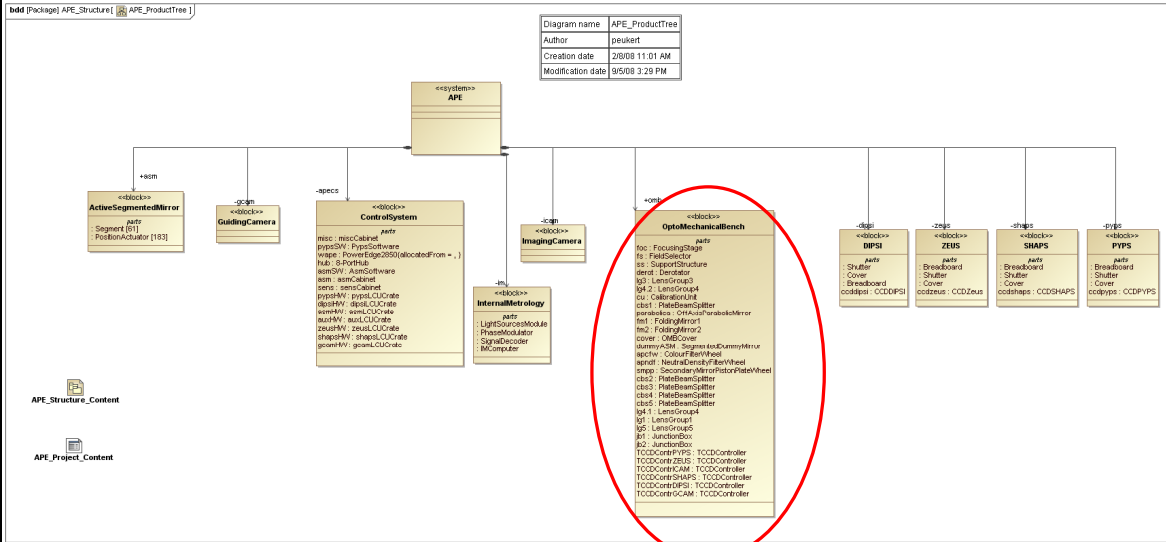 bdd [Package] APE_Structure [ APE_ProductTree ]
Diagram name APE_ProductTree
Author peukert
Creation date 2/8/08 11:01 AM
Modification date 9/5/08 3:29 PM
<<system>>
APE
+asm
-gcam
-apecs
-im
-icam
+omb
-dipsi
-zeus
-shaps
-pyps
<<block>>
ActiveSegmentedMirror
parts
: Segment [61]
: PositionActuator [183]
<<block>>
GuidingCamera
<<block>>
ControlSystem
parts
misc : miscCabinet
pypsSW : PypsSoftware
wape : PowerEdge2850(allocatedFrom = , )
hub : 8-PortHub
asmSW : AsmSoftware
asm : asmCabinet
sens : sensCabinet
pypsHW : pypsLCUCrate
dipsiHW : dipsiLCUCrate
asmHW : asmLCUCrate
auxHW : auxLCUCrate
zeusHW : zeusLCUCrate
shapsHW : shapsLCUCrate
gcamHW : gcamLCUCrate
<<block>>
InternalMetrology
parts
: LightSourcesModule
: PhaseModulator
: SignalDecoder
: IMComputer
<<block>>
ImagingCamera
<<block>>
OptoMechanicalBench
parts
foc : FocusingStage
fs : FieldSelector
ss : SupportStructure
derot : Derotator
lg3 : LensGroup3
lg4.2 : LensGroup4
cu : CalibrationUnit
cbs1 : PlateBeamSplitter
parabolica : OffAxisParabolicMirror
fm1 : FoldingMirror1
fm2 : FoldingMirror2
cover : OMBCover
dummyASM : SegmentedDummyMirror
apcfw : ColourFilterWheel
apndf : NeutralDensityFilterWheel
smpp : SecondaryMirrorPistonPlateWheel
cbs2 : PlateBeamSplitter
cbs3 : PlateBeamSplitter
cbs4 : PlateBeamSplitter
cbs5 : PlateBeamSplitter
lg4.1 : LensGroup4
lg1 : LensGroup1
lg5 : LensGroup5
jb1 : JunctionBox
jb2 : JunctionBox
TCCDContrPYPS : TCCDController
TCCDContrZEUS : TCCDController
TCCDContrICAM : TCCDController
TCCDContrSHAPS : TCCDController
TCCDContrDIPSI : TCCDController
TCCDContrGCAM : TCCDController
<<block>>
DIPSI
parts
: Shutter
: Cover
: Breadboard
ccddipsi : CCDDIPSI
<<block>>
ZEUS
parts
: Breadboard
: Shutter
: Cover
ccdzeus : CCDZeus
<<block>>
SHAPS
parts
: Breadboard
: Cover
: Shutter
ccdshaps : CCDSHAPS
<<block>>
PYPS
parts
: Breadboard
: Shutter
: Cover
ccdpyps : CCDPYPS
APE_Structure_Content
APE_Project_Content